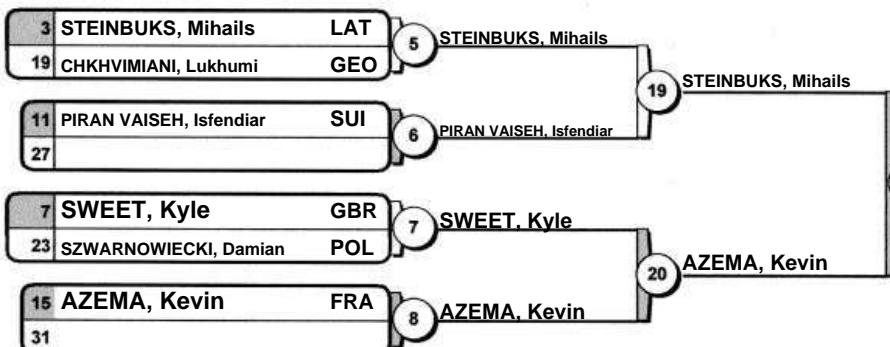 3 STEINBUKS, Mihails LAT
19 CHKHVIMIANI, Lukhumi GEO
5 STEINBUKS, Mihails
19 STEINBUKS, Mihails
11 PIRAN VAISEH, Isfendiar SUI
27
6 PIRAN VAISEH, Isfendiar
7 SWEET, Kyle GBR
23 SZWARNOWIECKI, Damian POL
7 SWEET, Kyle
20 AZEMA, Kevin
15 AZEMA, Kevin FRA
31
8 AZEMA, Kevin